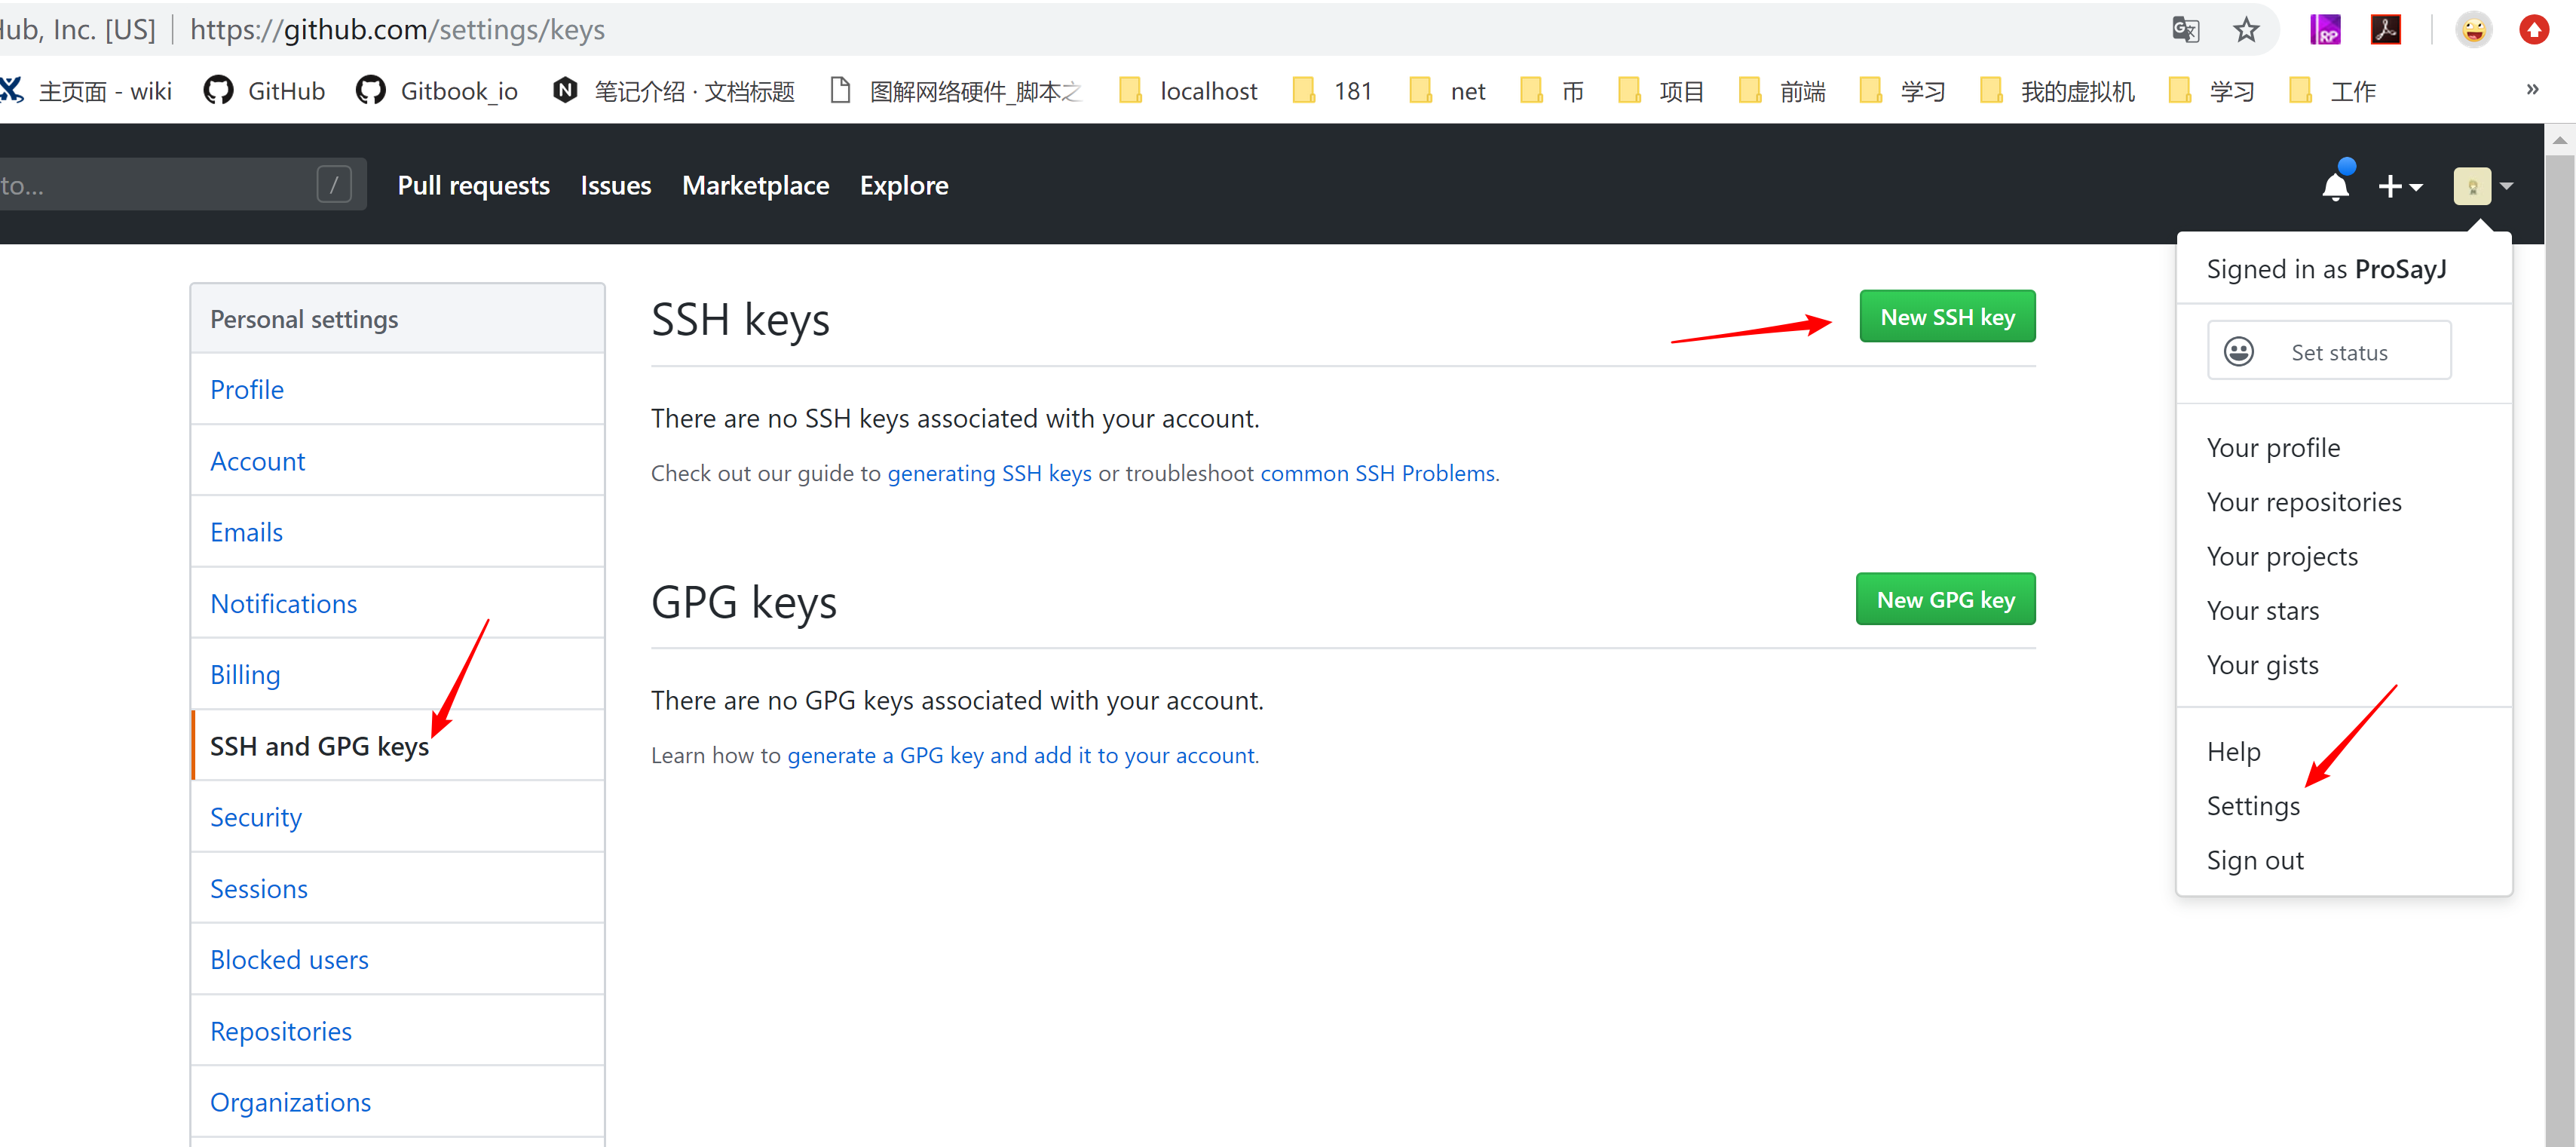 Hub, Inc. [US] | https://github.com/settings/keys
主页面 - wiki GitHub Gitbook_io 笔记介绍 · 文档标题 图解网络硬件_脚本之 localhost 181 net 币 项目 前端 学习 我的虚拟机 学习 工作 »
to... / Pull requests Issues Marketplace Explore
Signed in as ProSayJ
Set status
Your profile
Your repositories
Your projects
Your stars
Your gists
Help
Settings
Sign out
Personal settings
Profile
Account
Emails
Notifications
Billing
SSH and GPG keys
Security
Sessions
Blocked users
Repositories
Organizations
SSH keys
New SSH key
There are no SSH keys associated with your account.
Check out our guide to generating SSH keys or troubleshoot common SSH Problems.
GPG keys
New GPG key
There are no GPG keys associated with your account.
Learn how to generate a GPG key and add it to your account.